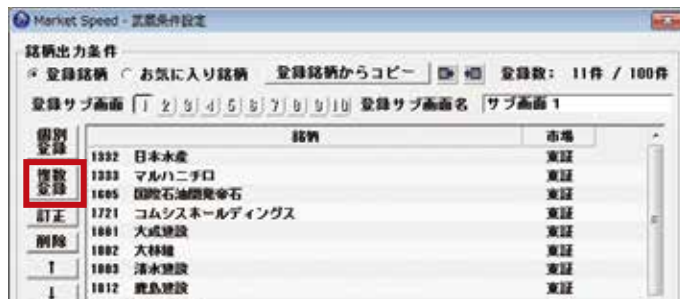 Market Speed - 武蔵条件設定
銘柄出力条件
登録銘柄 お気に入り銘柄 登録銘柄からコピー 登録数: 11件 / 100件
登録サブ画面 1 2 3 4 5 6 7 8 9 10 登録サブ画面名 サブ画面 1
個別登録 銘柄 市場
1332 日本水産 東証
複数登録 1333 マルハニチロ 東証
1605 国際石油開発帝石 東証
訂正 1721 コムシスホールディングス 東証
1801 大成建設 東証
削除 1802 大林組 東証
↑ 1803 清水建設 東証
↓ 1812 鹿島建設 東証